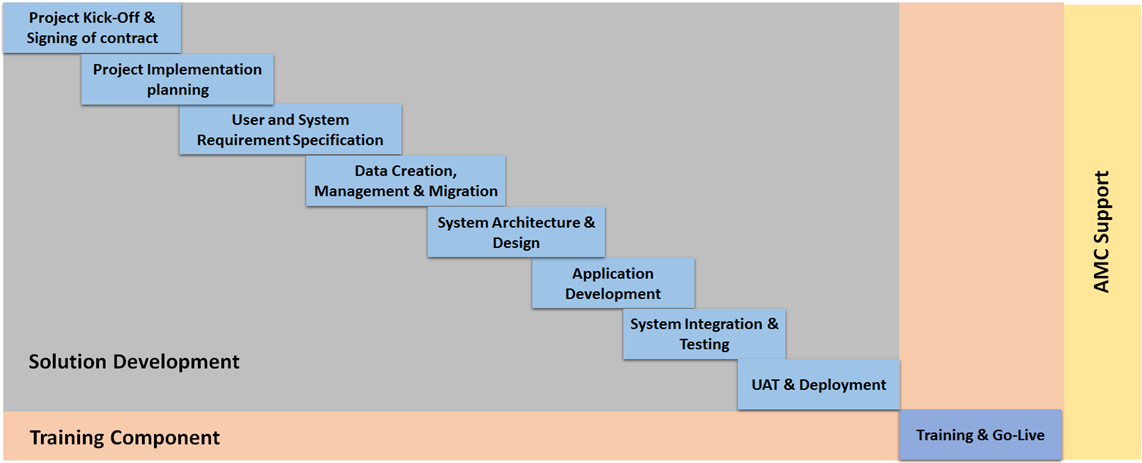 Project Kick-Off &
Signing of contract
Project Implementation
planning
User and System
Requirement Specification
Data Creation,
Management & Migration
System Architecture &
Design
Application
Development
System Integration &
Testing
UAT & Deployment
Solution Development
Training Component
Training & Go-Live
AMC Support